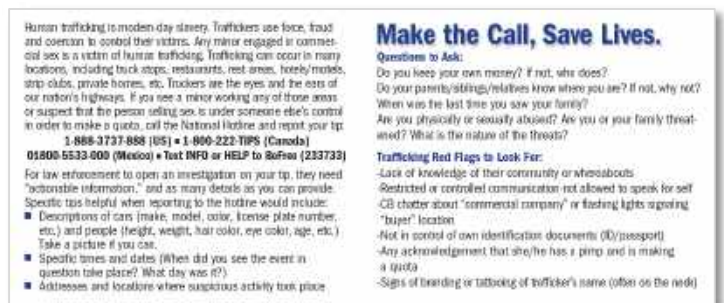 Human trafficking is modern-day slavery. Traffickers use force, fraud
and coercion to control their victims. Any minor engaged in commer-
cial sex is a victim of human trafficking. Trafficking can occur in many
locations, including truck stops, restaurants, rest areas, hotels/motels,
strip clubs, private homes, etc. Truckers are the eyes and the ears of
our nation's highways. If you see a minor working any of those areas
or suspect that the person selling sex is under someone else's control
in order to make a quota, call the National Hotline and report your tip:
1-888-3737-888 (US) • 1-800-222-TIPS (Canada)
01800-5533-000 (Mexico) • Text INFO or HELP to BeFree (233733)
For law enforcement to open an investigation on your tip, they need
"actionable information," and as many details as you can provide.
Specific tips helpful when reporting to the hotline would include:
■ Descriptions of cars (make, model, color, license plate number,
etc.) and people (height, weight, hair color, eye color, age, etc.)
Take a picture if you can.
■ Specific times and dates (When did you see the event in
question take place? What day was it?)
■ Addresses and locations where suspicious activity took place
Make the Call, Save Lives.
Questions to Ask:
Do you keep your own money? If not, who does?
Do your parents/siblings/relatives know where you are? If not, why not?
When was the last time you saw your family?
Are you physically or sexually abused? Are you or your family threat-
ened? What is the nature of the threats?
Trafficking Red Flags to Look For:
-Lack of knowledge of their community or whereabouts
-Restricted or controlled communication-not allowed to speak for self
-CB chatter about "commercial company" or flashing lights signaling
"buyer" location
-Not in control of own identification documents (ID/passport)
-Any acknowledgement that she/he has a pimp and is making
a quota
-Signs of branding or tattooing of trafficker's name (often on the neck)